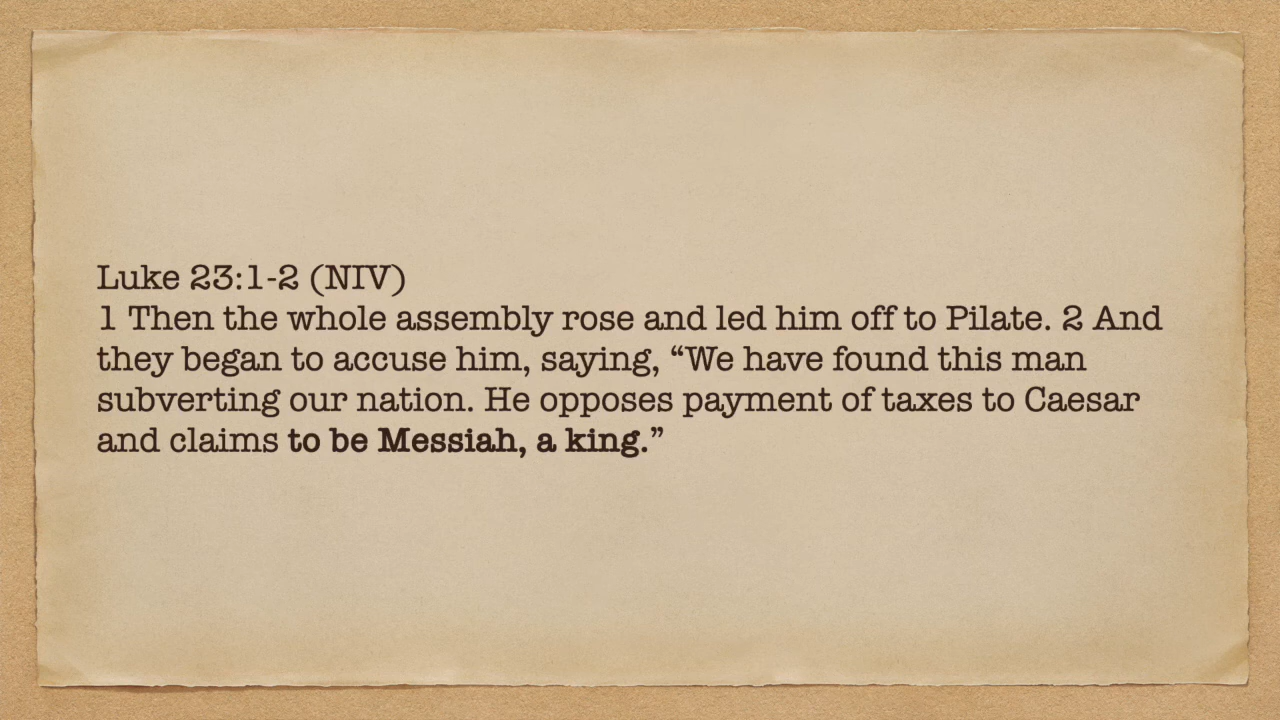 Luke 23:1-2 (NIV)
1 Then the whole assembly rose and led him off to Pilate. 2 And
they began to accuse him, saying, “We have found this man
subverting our nation. He opposes payment of taxes to Caesar
and claims to be Messiah, a king.”